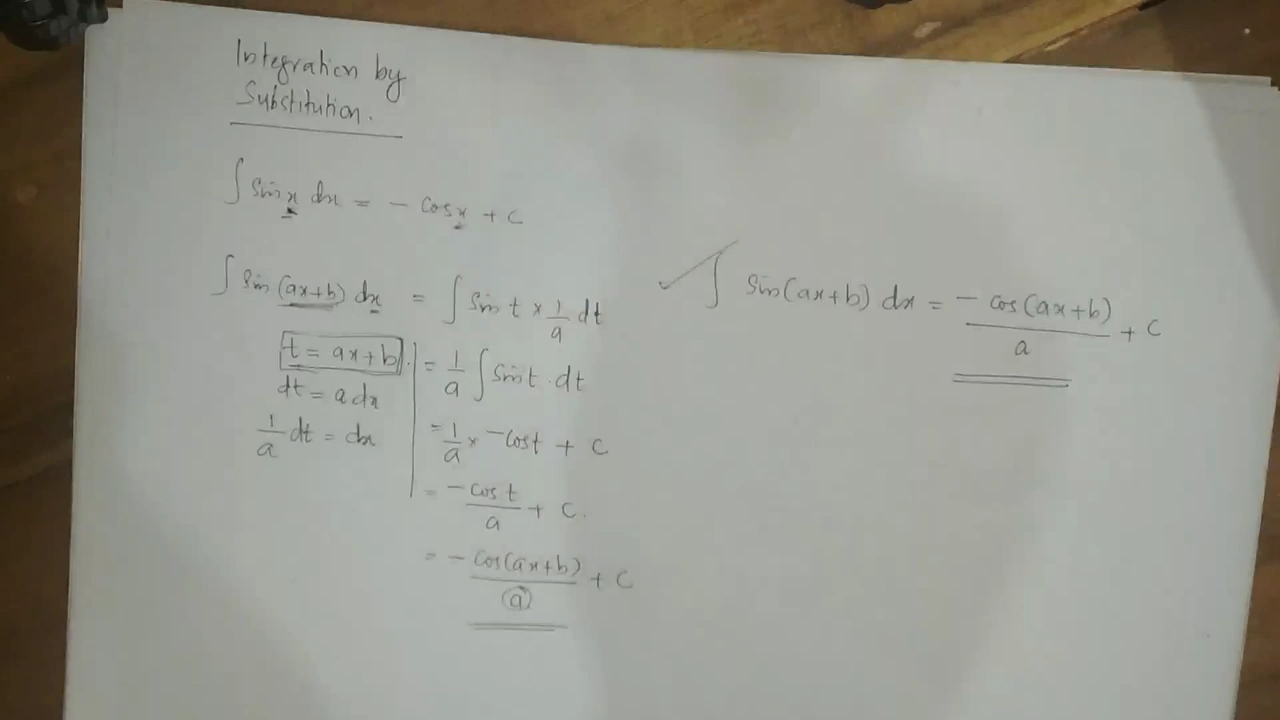 Integration by
Substitution.
∫ Sin x dx = - Cos x + C
∫ Sin (ax+b) dx = ∫ Sin t × 1/a dt
t = ax+b
dt = a dx
1/a dt = dx
= 1/a ∫ Sin t · dt
= 1/a × -Cos t + C
= -Cos t/a + C.
= - Cos(ax+b)/a + C
∫ Sin(ax+b) dx = - Cos(ax+b)/a + C